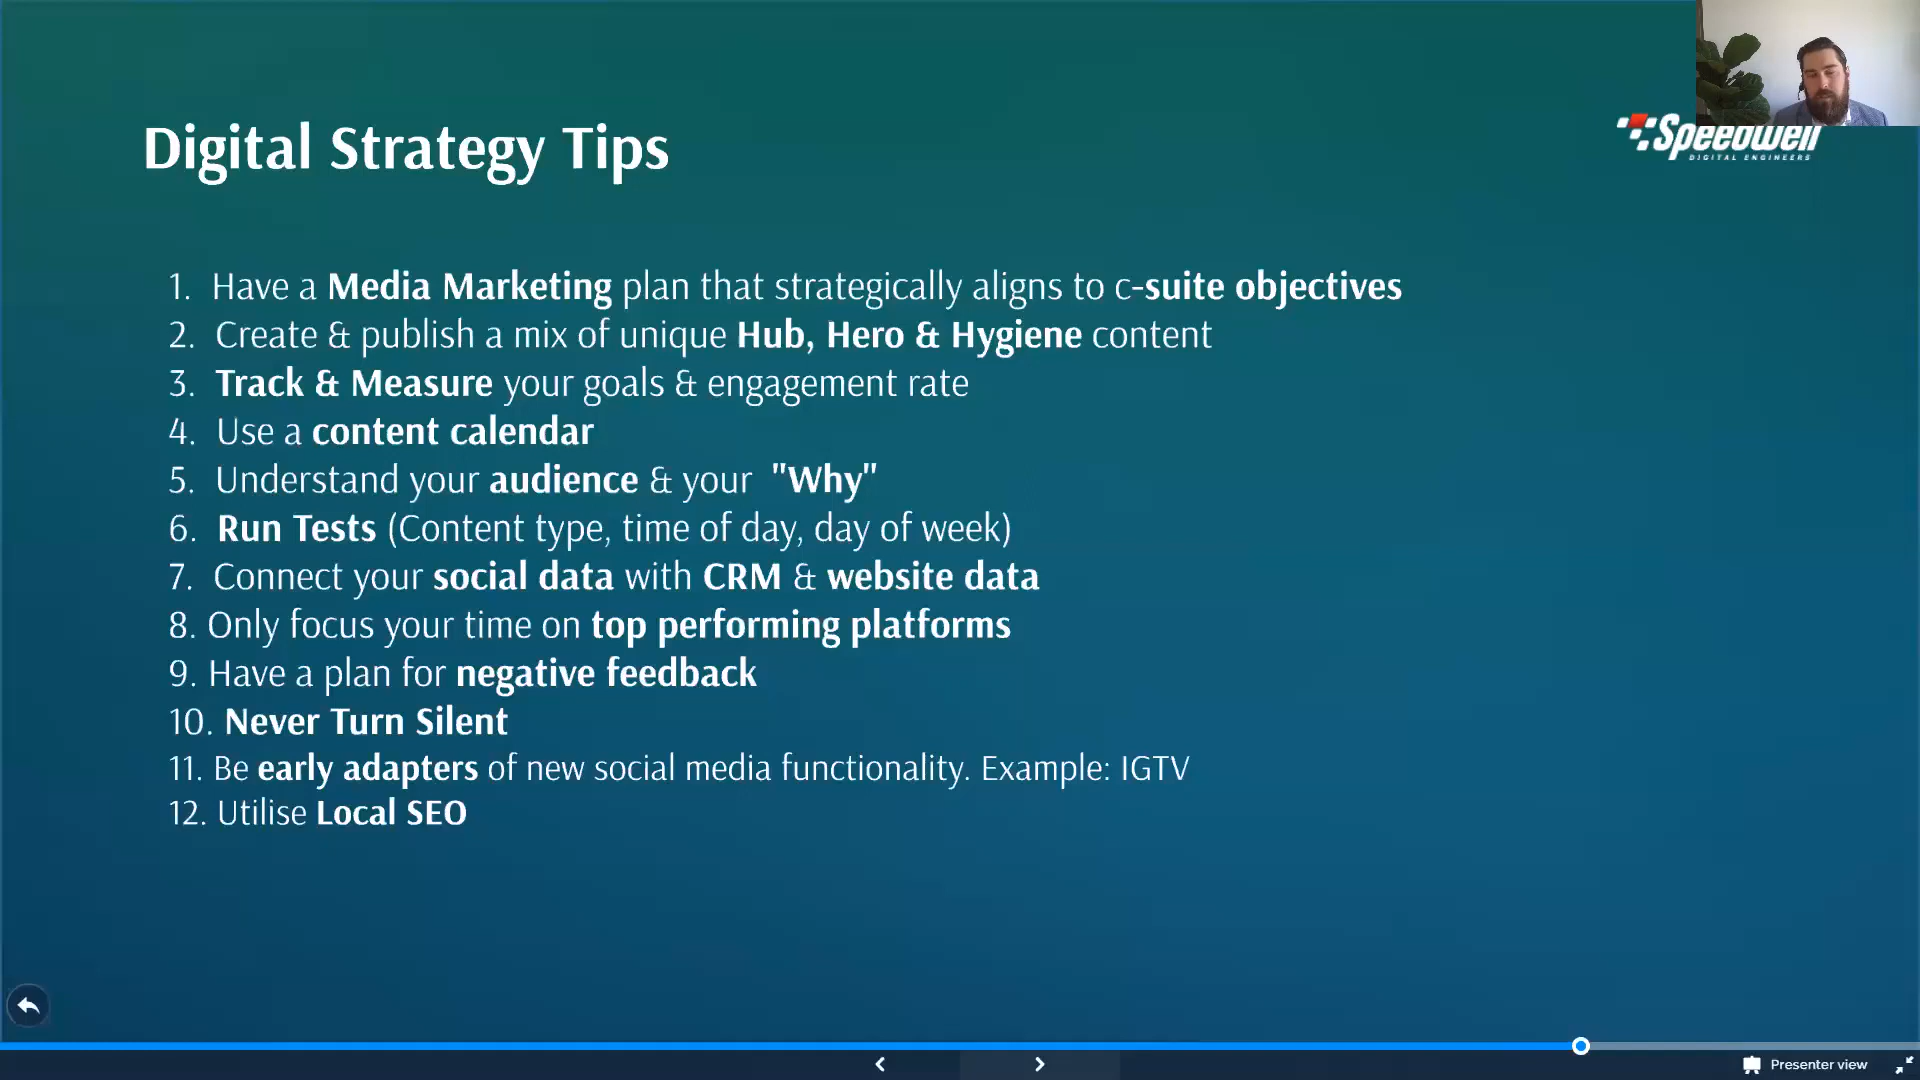 Digital Strategy Tips
Speedwell
DIGITAL ENGINEERS
1. Have a Media Marketing plan that strategically aligns to c-suite objectives
2. Create & publish a mix of unique Hub, Hero & Hygiene content
3. Track & Measure your goals & engagement rate
4. Use a content calendar
5. Understand your audience & your "Why"
6. Run Tests (Content type, time of day, day of week)
7. Connect your social data with CRM & website data
8. Only focus your time on top performing platforms
9. Have a plan for negative feedback
10. Never Turn Silent
11. Be early adapters of new social media functionality. Example: IGTV
12. Utilise Local SEO
Presenter view